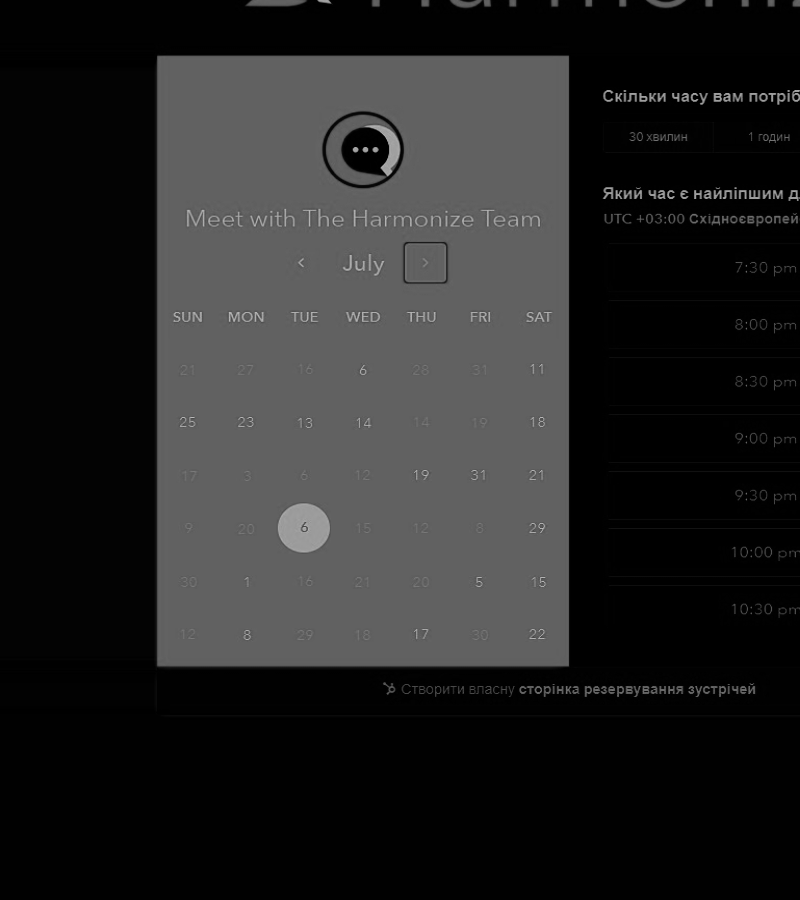 Harmoniz
Meet with The Harmonize Team
July
SUN MON TUE WED THU FRI SAT
21 27 16 6 28 31 11
25 23 13 14 14 19 18
17 3 6 12 19 31 21
9 20 6 15 12 8 29
30 1 16 21 20 5 15
12 8 29 18 17 30 22
Скільки часу вам потріб
30 хвилин 1 годин
Який час є найліпшим д
UTC +03:00 Східноєвропей
7:30 pm
8:00 pm
8:30 pm
9:00 pm
9:30 pm
10:00 pm
10:30 pm
Створити власну сторінка резервування зустрічей